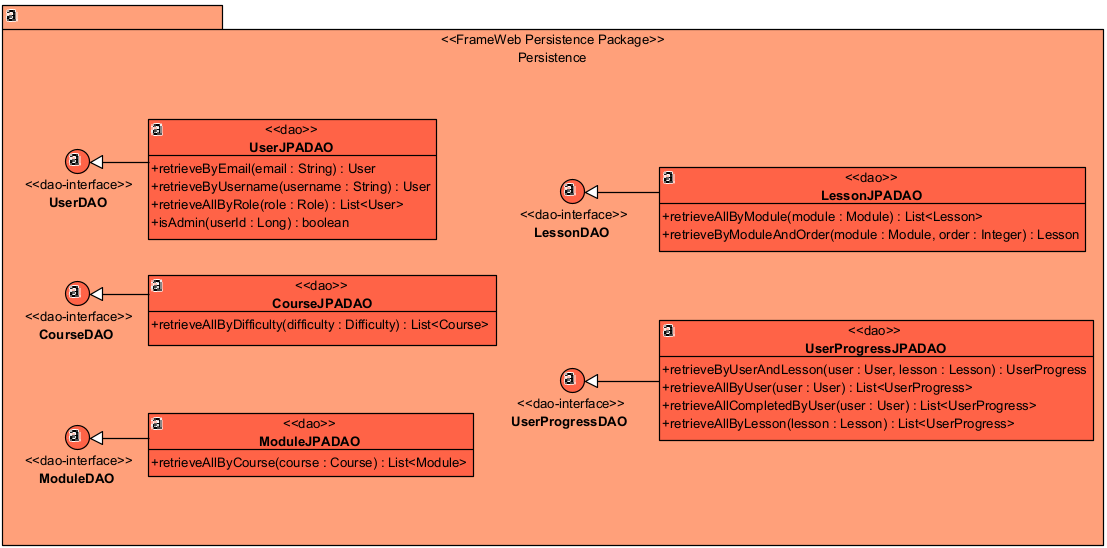 a
<<FrameWeb Persistence Package>>
Persistence
a
<<dao-interface>>
UserDAO
a
<<dao>>
UserJPADAO
+retrieveByEmail(email : String) : User
+retrieveByUsername(username : String) : User
+retrieveAllByRole(role : Role) : List<User>
+isAdmin(userId : Long) : boolean
a
<<dao-interface>>
CourseDAO
a
<<dao>>
CourseJPADAO
+retrieveAllByDifficulty(difficulty : Difficulty) : List<Course>
a
<<dao-interface>>
ModuleDAO
a
<<dao>>
ModuleJPADAO
+retrieveAllByCourse(course : Course) : List<Module>
a
<<dao-interface>>
LessonDAO
a
<<dao>>
LessonJPADAO
+retrieveAllByModule(module : Module) : List<Lesson>
+retrieveByModuleAndOrder(module : Module, order : Integer) : Lesson
a
<<dao-interface>>
UserProgressDAO
a
<<dao>>
UserProgressJPADAO
+retrieveByUserAndLesson(user : User, lesson : Lesson) : UserProgress
+retrieveAllByUser(user : User) : List<UserProgress>
+retrieveAllCompletedByUser(user : User) : List<UserProgress>
+retrieveAllByLesson(lesson : Lesson) : List<UserProgress>